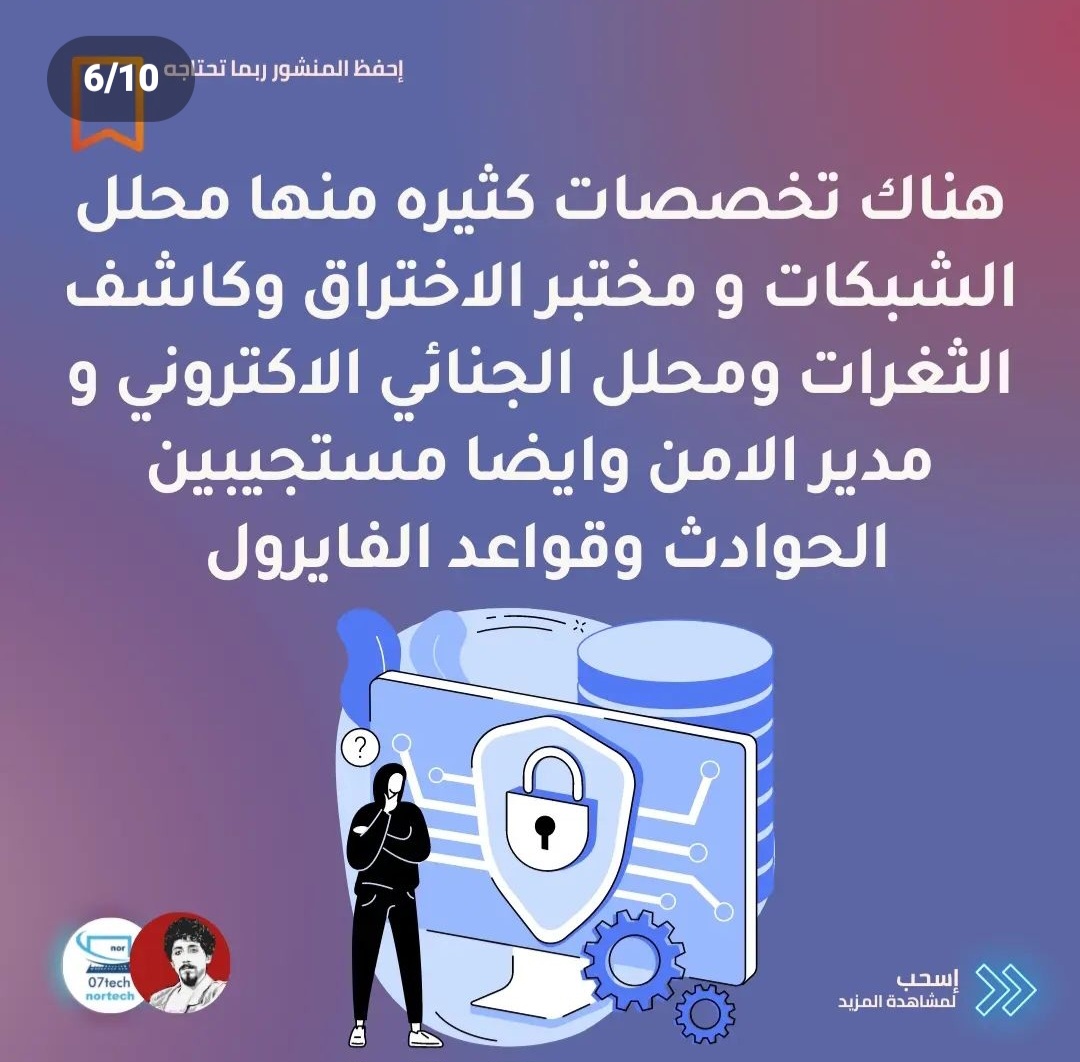 6/10
إحفظ المنشور ربما تحتاجه
هناك تخصصات كثيره منها محلل
الشبكات و مختبر الاختراق وكاشف
الثغرات ومحلل الجنائي الاكتروني و
مدير الامن وايضا مستجيبين
الحوادث وقواعد الفايرول
?
nor
07tech
nortech
إسحب
لمشاهدة المزيد